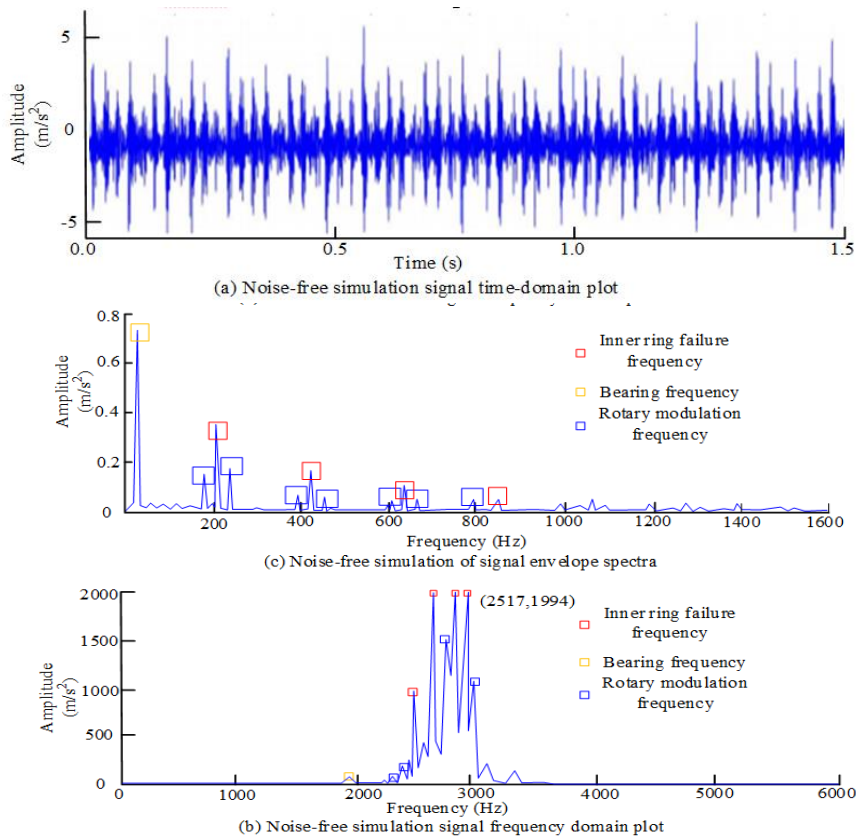 Amplitude
(m/s²)
5
0
-5
0.0
0.5
1.0
1.5
Time (s)
(a) Noise-free simulation signal time-domain plot
0.8
0.6
0.4
0.2
0
Amplitude
(m/s²)
Inner ring failure
frequency
Bearing frequency
Rotary modulation
frequency
200 400 600 800 1000 1200 1400 1600
Frequency (Hz)
(c) Noise-free simulation of signal envelope spectra
2000
1500
1000
500
0
Amplitude
(m/s²)
(2517,1994)
Inner ring failure
frequency
Bearing frequency
Rotary modulation
frequency
0 1000 2000 3000 4000 5000 6000
Frequency (Hz)
(b) Noise-free simulation signal frequency domain plot